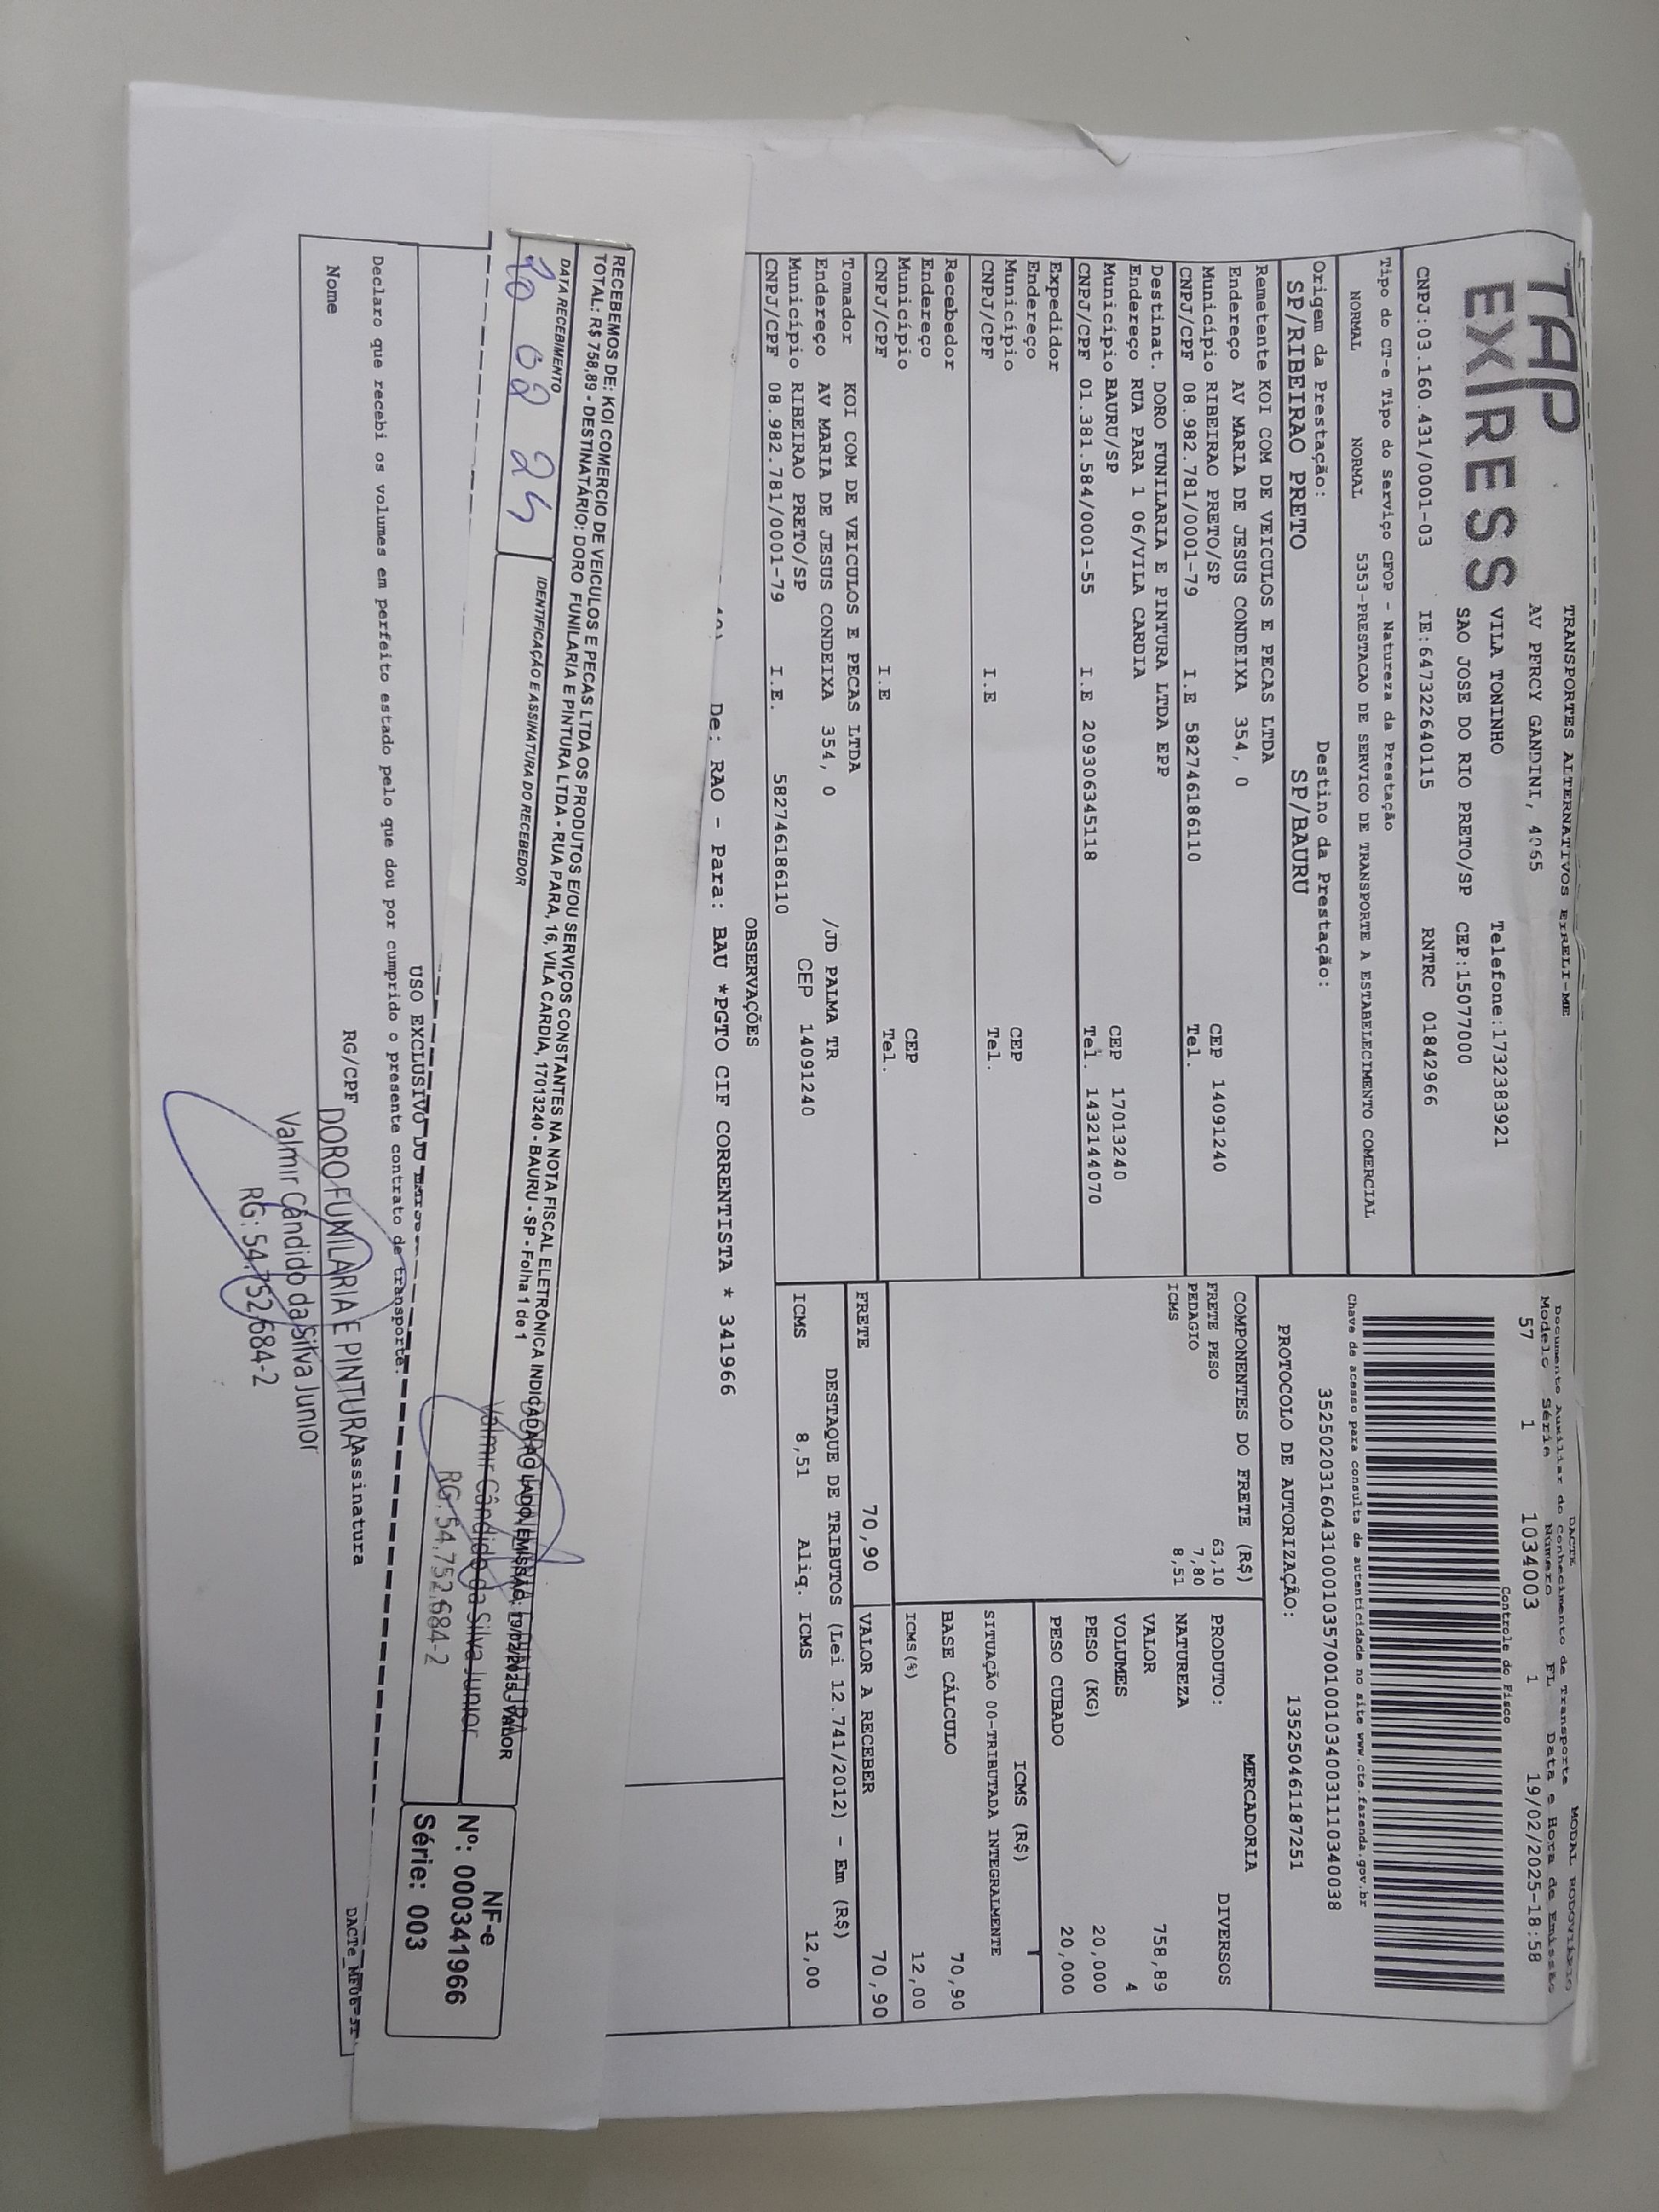 TAP
EXPRESS
TRANSPORTES ALTERNATIVOS EIRELI-ME
AV PERCY GANDINI,
VILA TONINHO Telefone:1732383921
SAO JOSE DO RIO PRETO/SP CEP:15077000
CNPJ:03.160.431/0001-03 IE:647322640115 RNTRC 01842966
Tipo do CT-e Tipo do Serviço CFOP - Natureza da Prestação
NORMAL NORMAL 5353-PRESTACAO DE SERVICO DE TRANSPORTE A ESTABELECIMENTO COMERCIAL
Origem da Prestação: Destino da Prestação:
SP/RIBEIRAO PRETO SP/BAURU
Remetente KOI COM DE VEICULOS E PECAS LTDA
Endereço AV MARIA DE JESUS CONDEIXA 354, 0
Município RIBEIRAO PRETO/SP CEP 14091240
CNPJ/CPF 08.982.781/0001-79 I.E 582746186110 Tel.
Destinat. DORO FUNILARIA E PINTURA LTDA EPP
Endereço RUA PARA 1 06/VILA CARDIA
Município BAURU/SP CEP 17013240
CNPJ/CPF 01.381.584/0001-55 I.E 209306345118 Tel. 1432144070
Expedidor
Endereço
Município CEP
CNPJ/CPF I.E Tel.
Recebedor
Endereço
Município CEP
CNPJ/CPF I.E Tel.
Tomador KOI COM DE VEICULOS E PECAS LTDA
Endereço AV MARIA DE JESUS CONDEIXA 354, 0 /JD PALMA TR
Município RIBEIRAO PRETO/SP CEP 14091240
CNPJ/CPF 08.982.781/0001-79 I.E. 582746186110
DACTE MODAL RODOVIÁRIO
Documento Auxiliar do Conhecimento de Transporte
Modelo Série Número FL Data e Hora de Emissão
57 1 1034003 1 19/02/2025-18:58
Controle do Fisco
Chave de acesso para consulta de autenticidade no site www.cte.fazenda.gov.br
35250203160431000103570010010340031110340038
PROTOCOLO DE AUTORIZAÇÃO: 135250461187251
COMPONENTES DO FRETE (R$)
FRETE PESO 63,10
PEDAGIO 7,80
ICMS 8,51
MERCADORIA
PRODUTO: DIVERSOS
NATUREZA
VALOR 758,89
VOLUMES 4
PESO (KG) 20,000
PESO CUBADO 20,000
ICMS (R$)
SITUAÇÃO 00-TRIBUTADA INTEGRALMENTE
BASE CÁLCULO 70,90
ICMS(%) 12,00
FRETE 70,90 VALOR A RECEBER 70,90
DESTAQUE DE TRIBUTOS (Lei 12.741/2012) - Em (R$)
ICMS 8,51 Aliq. ICMS 12,00
OBSERVAÇÕES
De: RAO - Para: BAU *PGTO CIF CORRENTISTA * 341966
RECEBEMOS DE: KOI COMERCIO DE VEICULOS E PECAS LTDA OS PRODUTOS E/OU SERVIÇOS CONSTANTES NA NOTA FISCAL ELETRÔNICA INDICADA AO LADO. EMISSÃO: 19/02/2025 VALOR
TOTAL: R$ 758,89 - DESTINATÁRIO: DORO FUNILARIA E PINTURA LTDA - RUA PARA, 16, VILA CARDIA, 17013240 - BAURU - SP - Folha 1 de 1
DATA RECEBIMENTO IDENTIFICAÇÃO E ASSINATURA DO RECEBEDOR
20 02 25
Valmir Cândido da Silva Junior
RG: 54.752.684-2
NF-e
Nº: 000341966
Série: 003
USO EXCLUSIVO DO
Declaro que recebi os volumes em perfeito estado pelo que dou por cumprido o presente contrato de transporte.
Nome RG/CPF Assinatura
DORO FUNILARIA E PINTURA
Valmir Cândido da Silva Junior
RG: 54.752.684-2